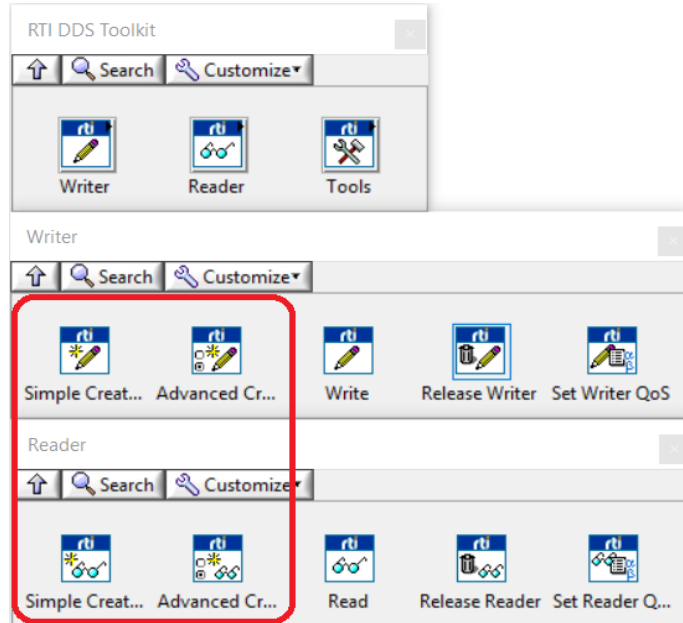 RTI DDS Toolkit
Search Customize
rti rti rti
Writer Reader Tools
Writer
Search Customize
rti rti rti rti rti
Simple Creat... Advanced Cr... Write Release Writer Set Writer QoS
Reader
Search Customize
rti rti rti rti rti
Simple Creat... Advanced Cr... Read Release Reader Set Reader Q...